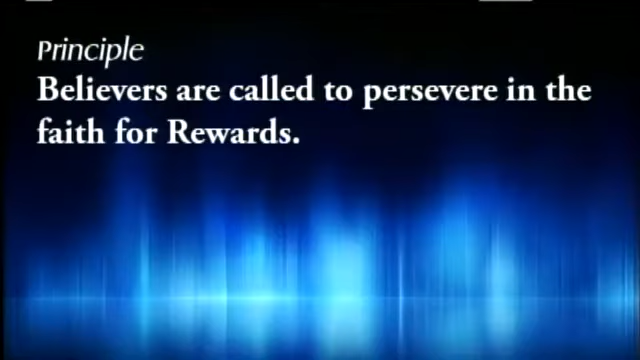 Principle
Believers are called to persevere in the
faith for Rewards.